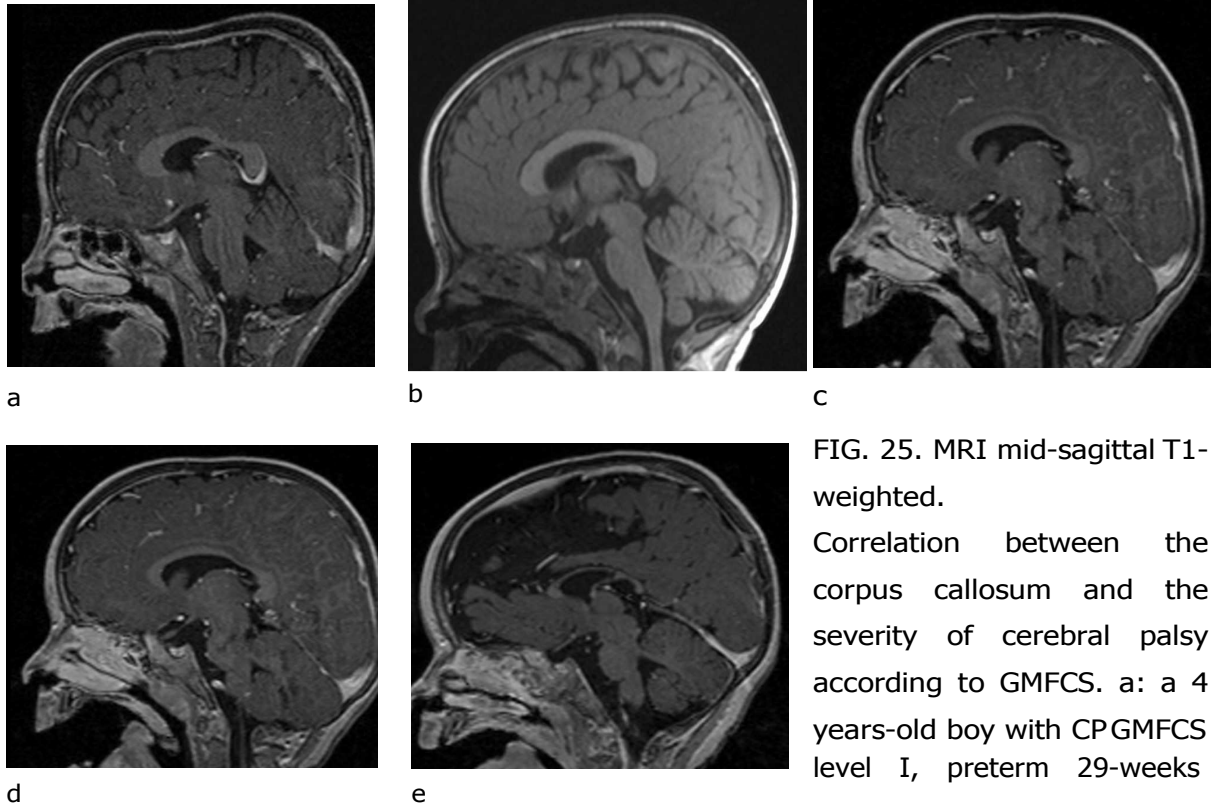 a
b
c
d
e
FIG. 25. MRI mid-sagittal T1-
weighted.
Correlation between the
corpus callosum and the
severity of cerebral palsy
according to GMFCS. a: a 4
years-old boy with CP GMFCS
level I, preterm 29-weeks